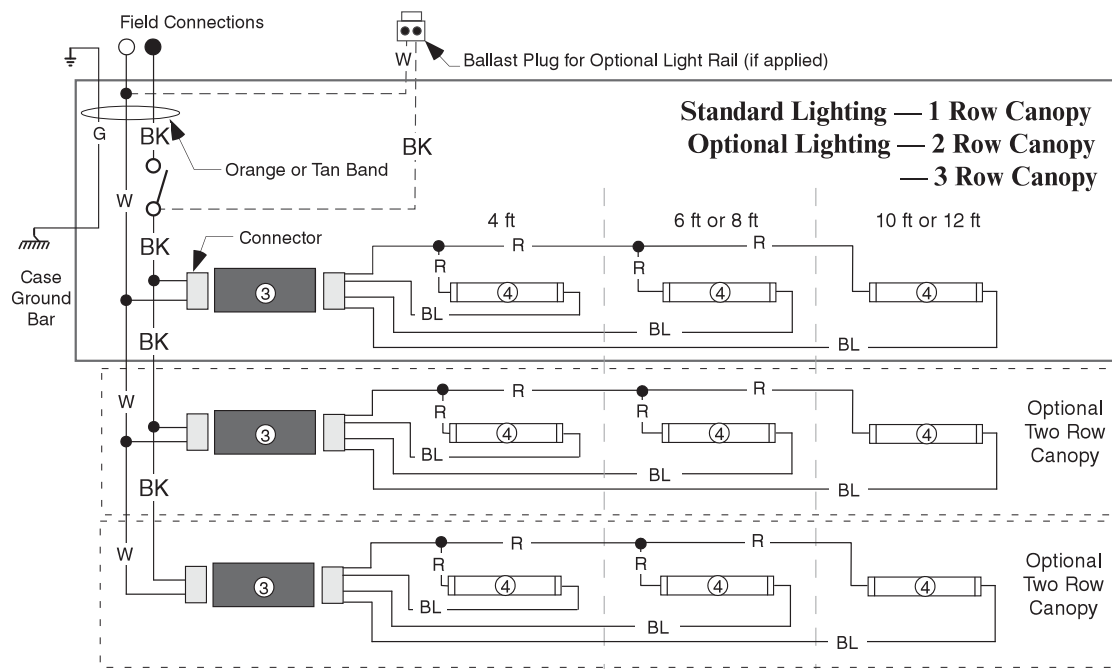 Field Connections
W
Ballast Plug for Optional Light Rail (if applied)
Standard Lighting — 1 Row Canopy
Optional Lighting — 2 Row Canopy
— 3 Row Canopy
G
BK
BK
Orange or Tan Band
W
4 ft
6 ft or 8 ft
10 ft or 12 ft
BK
Connector
R
R
R
R
Case
Ground
Bar
3
4
4
4
BL
BL
BL
BK
W
R
R
R
R
Optional
Two Row
Canopy
3
4
4
4
BL
BL
BL
BK
W
R
R
R
R
Optional
Two Row
Canopy
3
4
4
4
BL
BL
BL